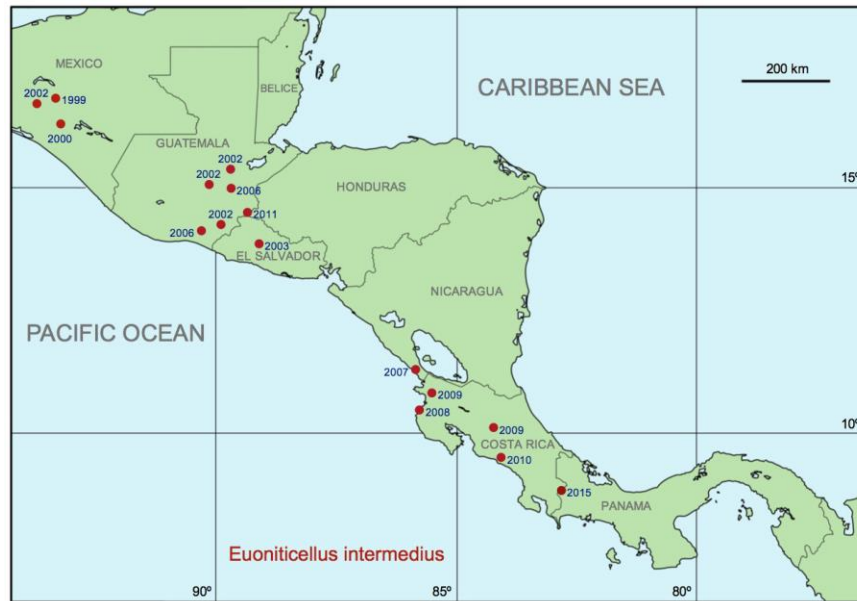 MEXICO
2002
1999
2000
BELICE
CARIBBEAN SEA
200 km
GUATEMALA
2002
2002
2006
HONDURAS
15º
2011
2002
2006
2003
EL SALVADOR
NICARAGUA
PACIFIC OCEAN
2007
2009
2008
2009
10º
COSTA RICA
2010
2015
PANAMA
Euoniticellus intermedius
90º
85º
80º